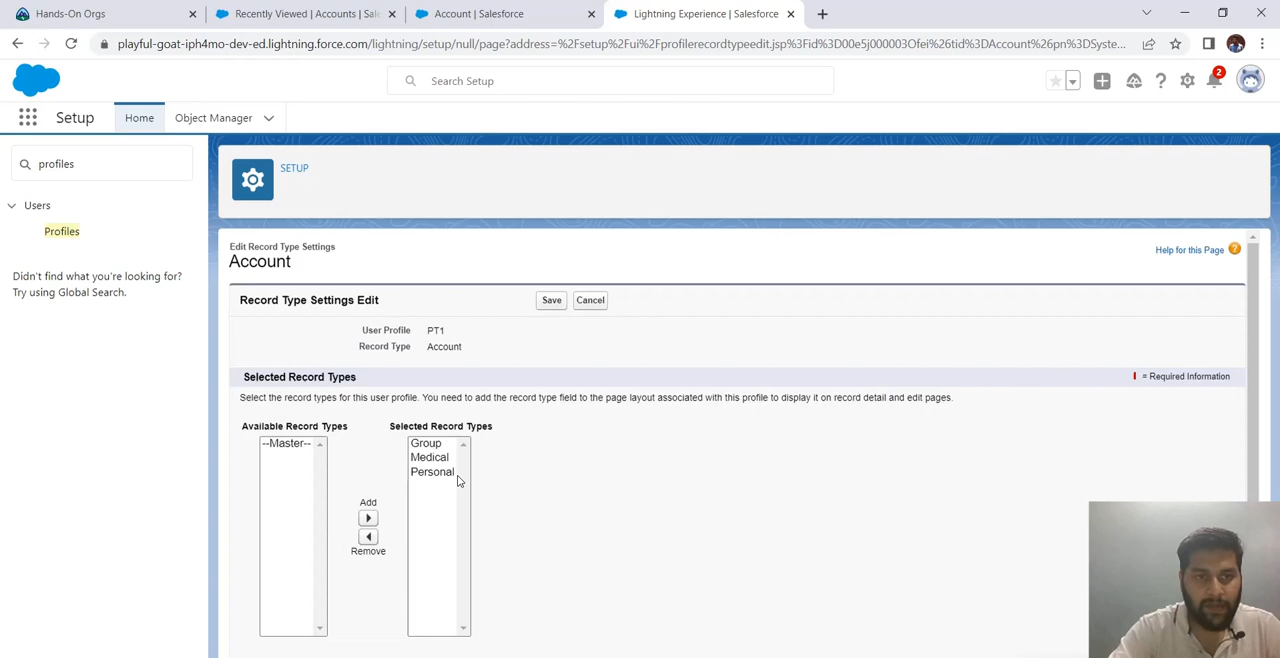 Hands-On Orgs
Recently Viewed | Accounts | Sale
Account | Salesforce
Lightning Experience | Salesforce
playful-goat-iph4mo-dev-ed.lightning.force.com/lightning/setup/null/page?address=%2Fsetup%2Fui%2Fprofilerecordtypeedit.jsp%3Fid%3D00e5j000003Ofei%26tid%3DAccount%26pn%3DSyste...
Search Setup
2
Setup
Home
Object Manager
profiles
SETUP
Users
Profiles
Didn't find what you're looking for?
Try using Global Search.
Edit Record Type Settings
Account
Help for this Page
Record Type Settings Edit
Save
Cancel
User Profile PT1
Record Type Account
Selected Record Types
= Required Information
Select the record types for this user profile. You need to add the record type field to the page layout associated with this profile to display it on record detail and edit pages.
Available Record Types
Selected Record Types
--Master--
Group
Medical
Personal
Add
Remove